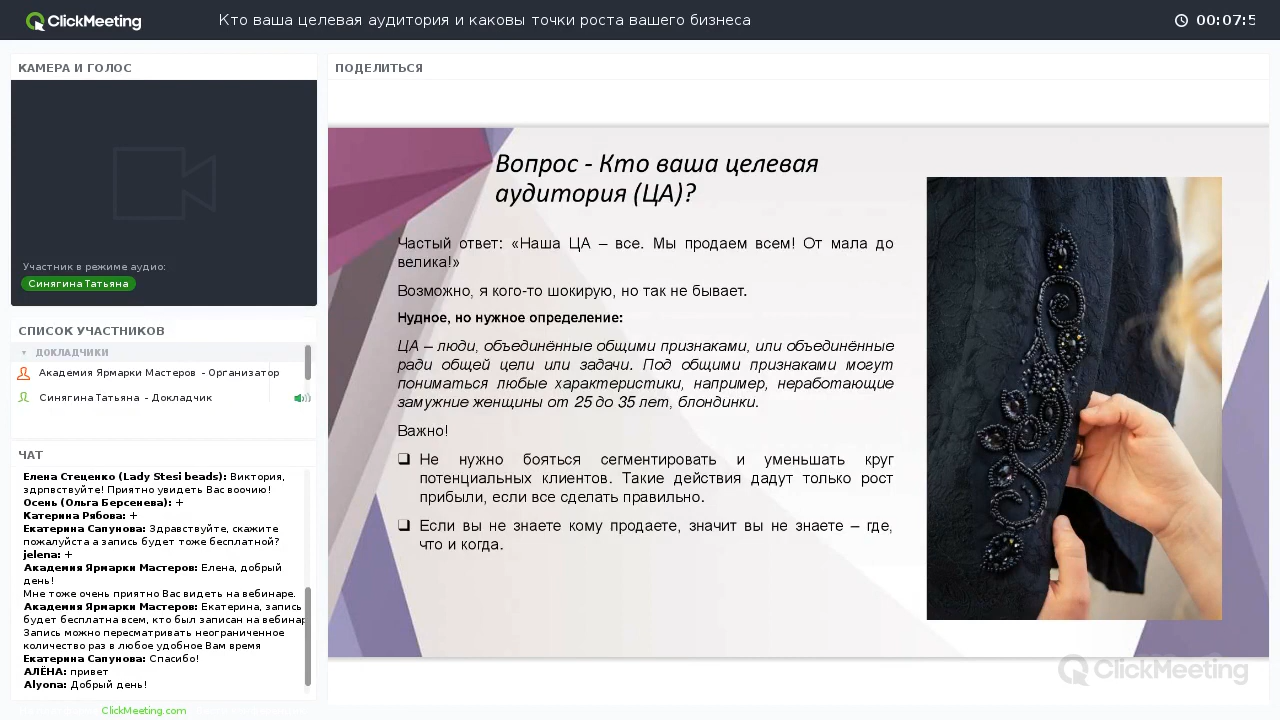 ClickMeeting
Кто ваша целевая аудитория и каковы точки роста вашего бизнеса
00:07:5
КАМЕРА И ГОЛОС
Участник в режиме аудио:
Синягина Татьяна
СПИСОК УЧАСТНИКОВ
ДОКЛАДЧИКИ
Академия Ярмарки Мастеров - Организатор
Синягина Татьяна - Докладчик
ЧАТ
Елена Стеценко (Lady Stesi beads): Виктория,
здрпвствуйте! Приятно увидеть Вас воочию!
Осень (Ольга Берсенева): +
Катерина Рябова: +
Екатерина Сапунова: Здравствуйте, скажите
пожалуйста а запись будет тоже бесплатной?
jelena: +
Академия Ярмарки Мастеров: Елена, добрый
день!
Мне тоже очень приятно Вас видеть на вебинаре.
Академия Ярмарки Мастеров: Екатерина, запись
будет бесплатна всем, кто был записан на вебинар
Запись можно пересматривать неограниченное
количество раз в любое удобное Вам время
Екатерина Сапунова: Спасибо!
АЛЁНА: привет
Alyona: Добрый день!
ClickMeeting.com
ПОДЕЛИТЬСЯ
Вопрос - Кто ваша целевая
аудитория (ЦА)?
Частый ответ: «Наша ЦА – все. Мы продаем всем! От мала до
велика!»
Возможно, я кого-то шокирую, но так не бывает.
Нудное, но нужное определение:
ЦА – люди, объединённые общими признаками, или объединённые
ради общей цели или задачи. Под общими признаками могут
пониматься любые характеристики, например, неработающие
замужние женщины от 25 до 35 лет, блондинки.
Важно!
Не нужно бояться сегментировать и уменьшать круг
потенциальных клиентов. Такие действия дадут только рост
прибыли, если все сделать правильно.
Если вы не знаете кому продаете, значит вы не знаете – где,
что и когда.
ClickMeeting